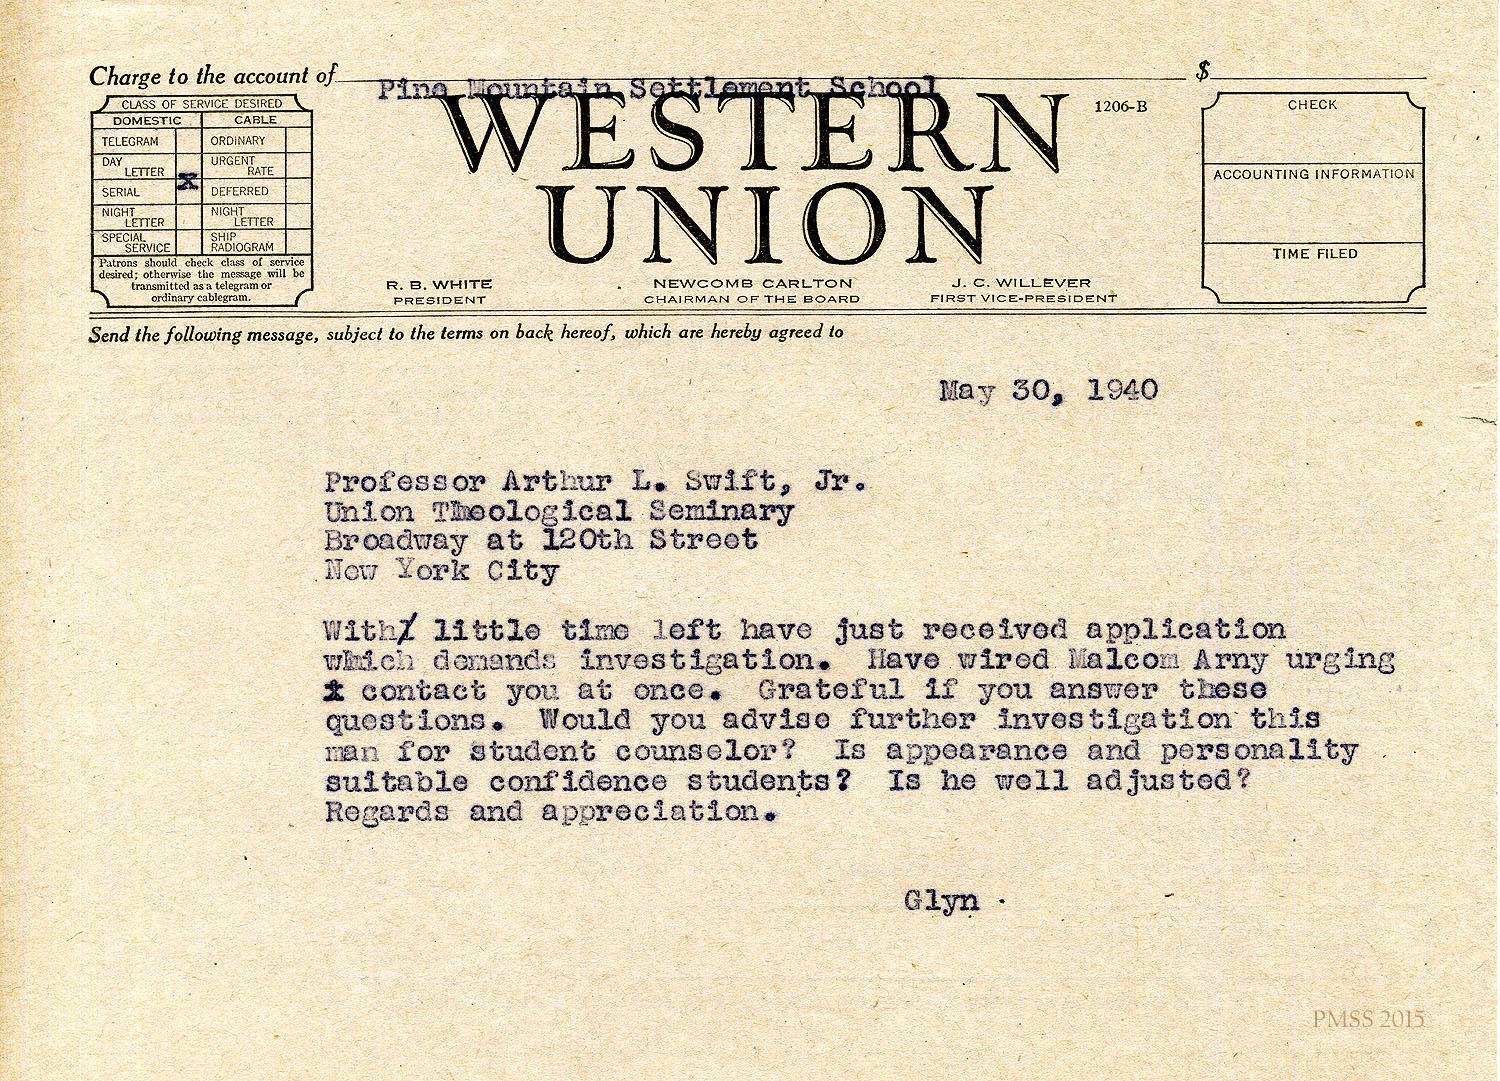 Charge to the account of Pine Mountain Settlement School $
CLASS OF SERVICE DESIRED
DOMESTIC CABLE
TELEGRAM ORDINARY
DAY LETTER URGENT RATE
X
SERIAL DEFERRED
NIGHT LETTER NIGHT LETTER
SPECIAL SERVICE SHIP RADIOGRAM
Patrons should check class of service
desired; otherwise the message will be
transmitted as a telegram or
ordinary cablegram.
WESTERN
UNION
1206-B
R. B. WHITE
PRESIDENT
NEWCOMB CARLTON
CHAIRMAN OF THE BOARD
J. C. WILLEVER
FIRST VICE-PRESIDENT
CHECK
ACCOUNTING INFORMATION
TIME FILED
Send the following message, subject to the terms on back hereof, which are hereby agreed to
May 30, 1940
Professor Arthur L. Swift, Jr.
Union Theological Seminary
Broadway at 120th Street
New York City
With little time left have just received application
which demands investigation. Have wired Malcom Arny urging
contact you at once. Grateful if you answer these
questions. Would you advise further investigation this
man for student counselor? Is appearance and personality
suitable confidence students? Is he well adjusted?
Regards and appreciation.
Glyn
PMSS 2015